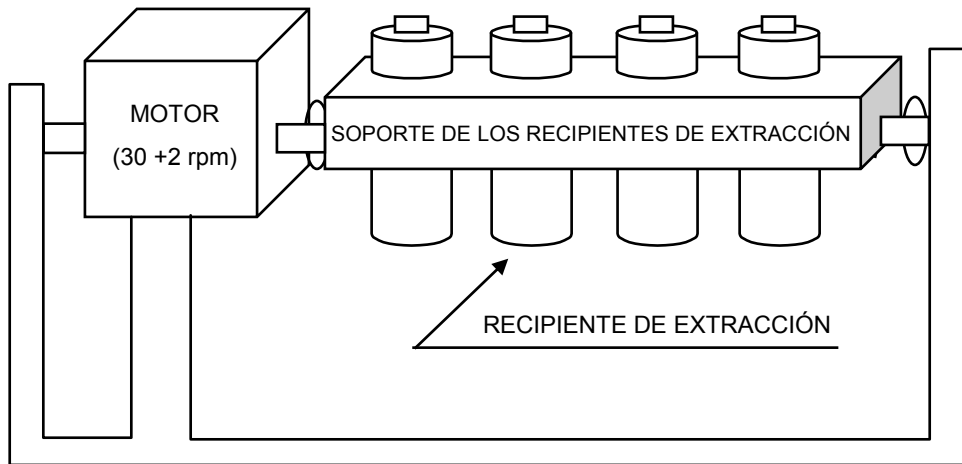 MOTOR
(30 +2 rpm)
SOPORTE DE LOS RECIPIENTES DE EXTRACCIÓN
RECIPIENTE DE EXTRACCIÓN